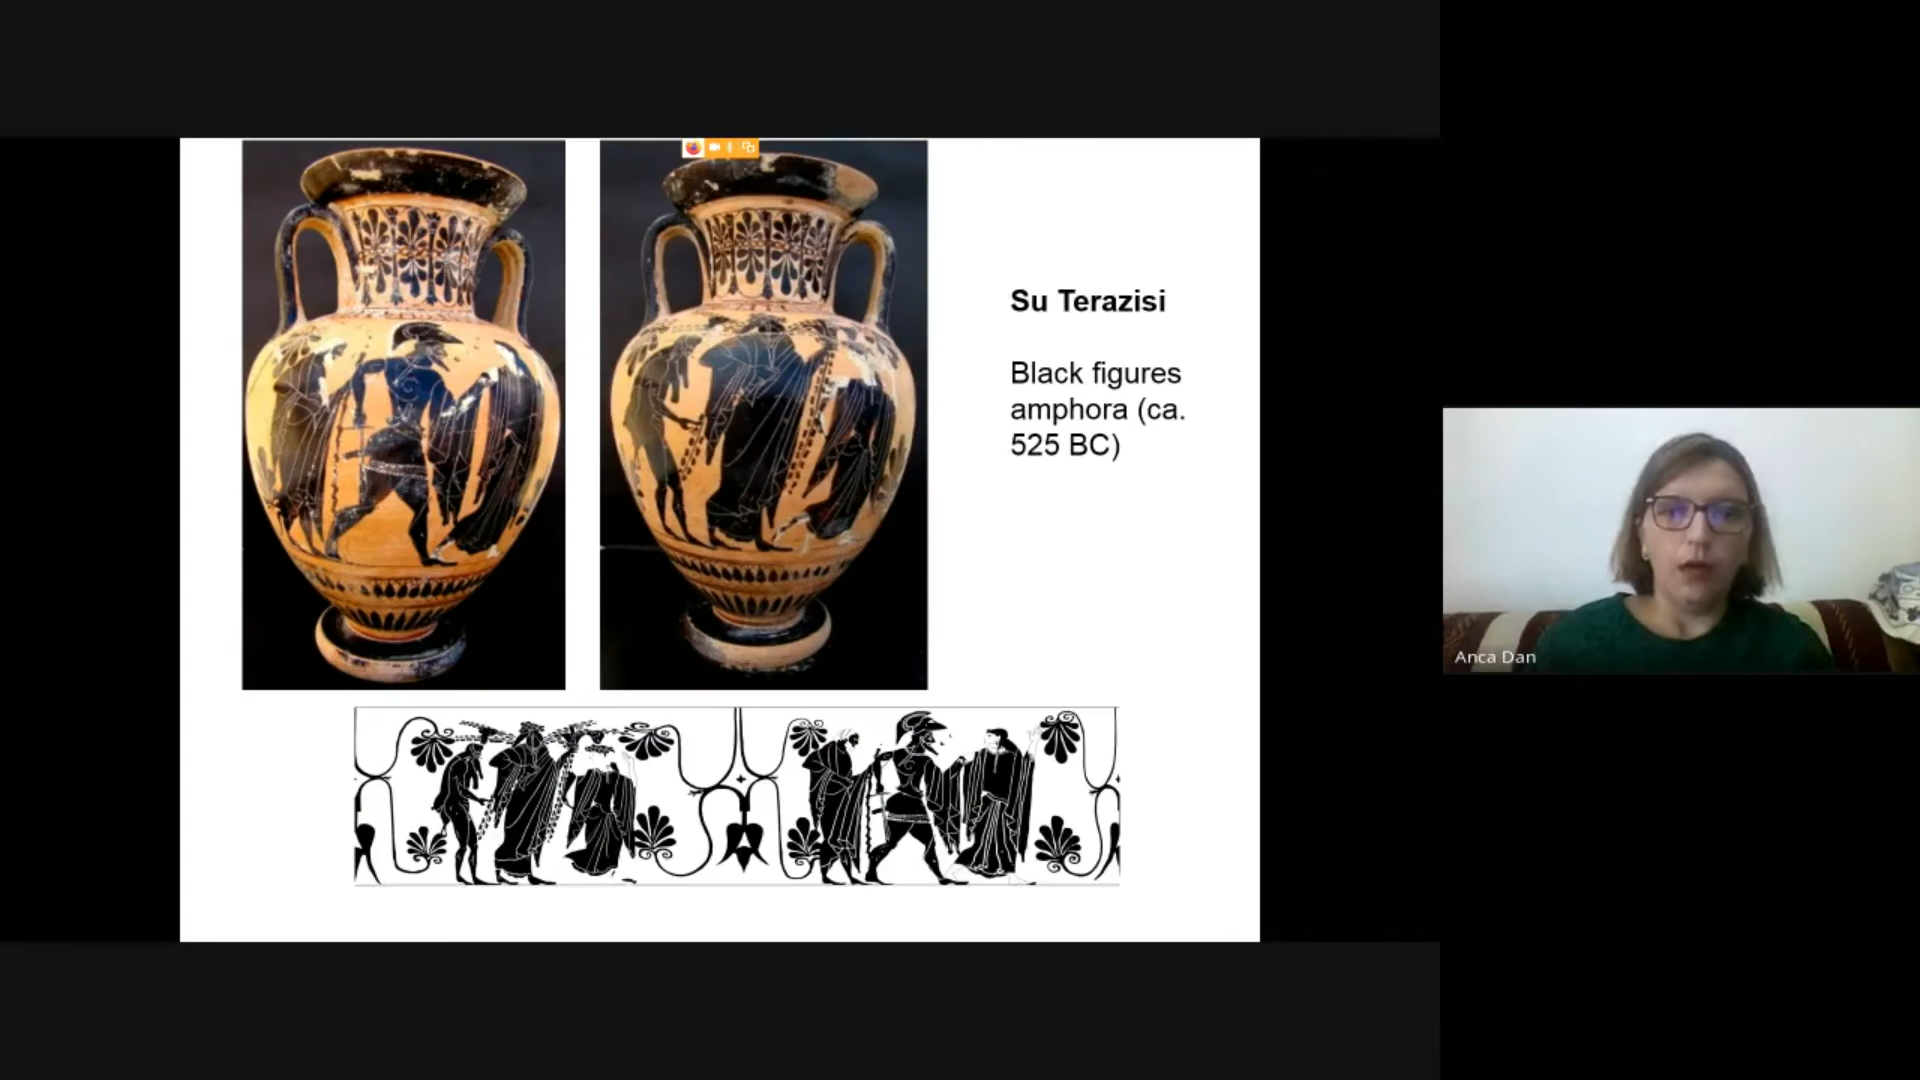 Su Terazisi
Black figures
amphora (ca.
525 BC)
Anca Dan